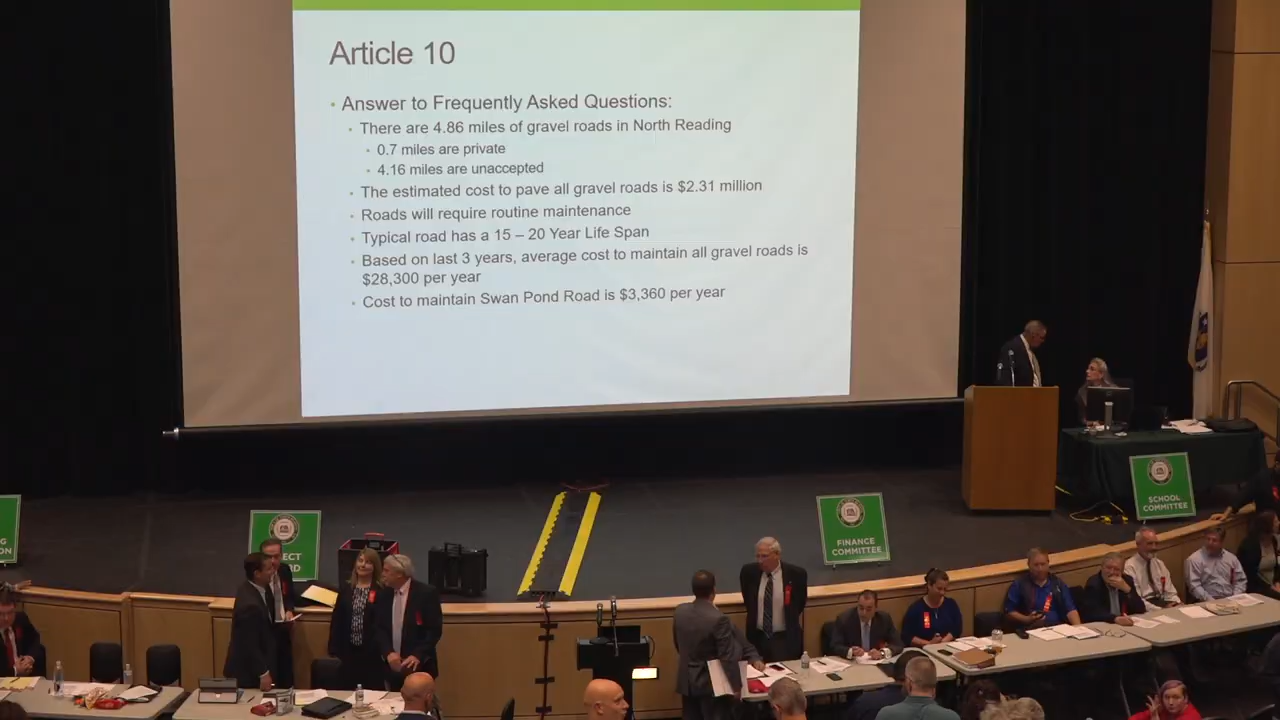 Article 10
Answer to Frequently Asked Questions:
There are 4.86 miles of gravel roads in North Reading
0.7 miles are private
4.16 miles are unaccepted
The estimated cost to pave all gravel roads is $2.31 million
Roads will require routine maintenance
Typical road has a 15 – 20 Year Life Span
Based on last 3 years, average cost to maintain all gravel roads is
$28,300 per year
Cost to maintain Swan Pond Road is $3,360 per year
SCHOOL
COMMITTEE
FINANCE
COMMITTEE